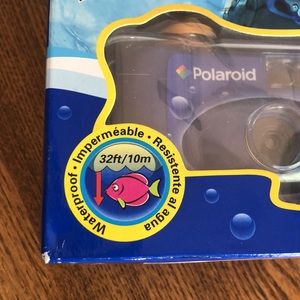 Polaroid
Waterproof • Imperméable • Resistente al agua
32ft/10m